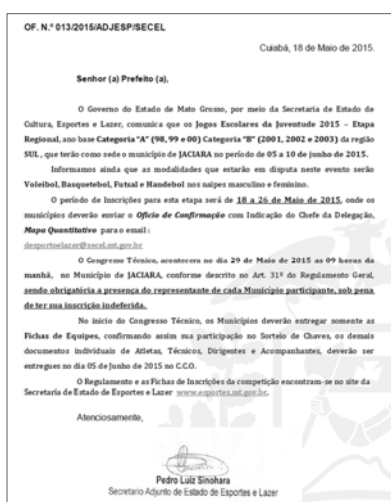 OF. N.º 013/2015/ADJESP/SECEL
Cuiabá, 18 de Maio de 2015.
Senhor (a) Prefeito (a),
O Governo do Estado de Mato Grosso, por meio da Secretaria de Estado de
Cultura, Esportes e Lazer, comunica que os Jogos Escolares da Juventude 2015 – Etapa
Regional, ano base Categoria "A" (98, 99 e 00) Categoria "B" (2001, 2002 e 2003) da região
SUL, que terão como sede o município de JACIARA no período de 05 a 10 de junho de 2015.
Informamos ainda que as modalidades que estarão em disputa neste evento serão
Voleibol, Basquetebol, Futsal e Handebol nos naipes masculino e feminino.
O período de Inscrições para esta etapa será de 18 a 26 de Maio de 2015, onde os
municípios deverão enviar o Oficio de Confirmação com Indicação do Chefe da Delegação,
Mapa Quantitativo para o email:
desportoelazer@secel.mt.gov.br
O Congresso Técnico, acontecera no dia 29 de Maio de 2015 as 09 horas da
manhã, no Município de JACIARA, conforme descrito no Art. 31º do Regulamento Geral,
sendo obrigatória a presença do representante de cada Município participante, sob pena
de ter sua inscrição indeferida.
No inicio do Congresso Técnico, os Municípios deverão entregar somente as
Fichas de Equipes, confirmando assim sua participação no Sorteio de Chaves, os demais
documentos individuais de Atletas, Técnicos, Dirigentes e Acompanhantes, deverão ser
entregues no dia 05 de Junho de 2015 no C.C.O.
O Regulamento e as Fichas de Inscrições da competição encontram-se no site da
Secretaria de Estado de Esportes e Lazer www.esportes.mt.gov.br.
Atenciosamente,
Pedro Luiz Sinohara
Secretario Adjunto de Estado de Esportes e Lazer